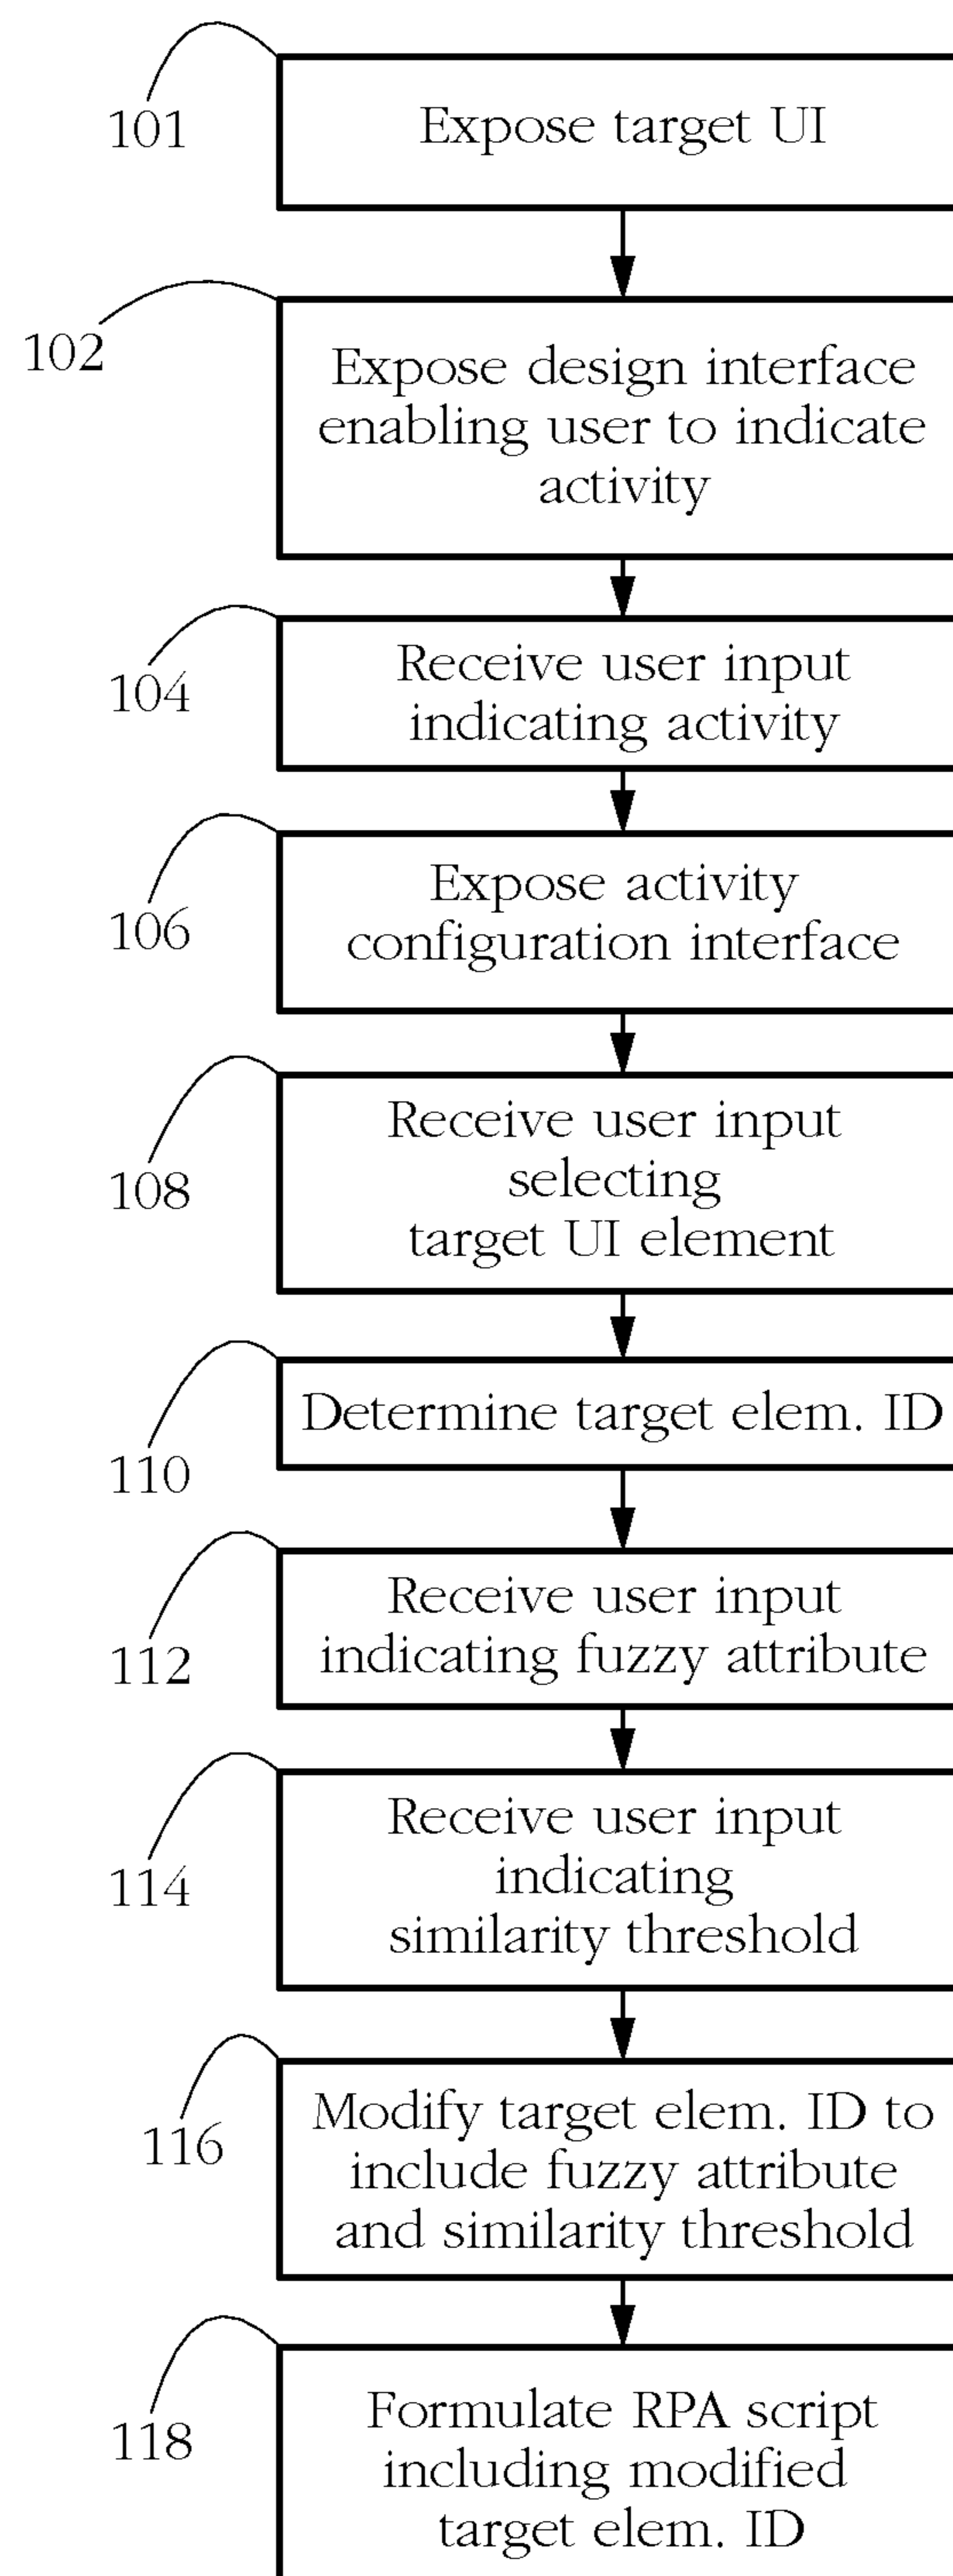 101
Expose target UI
102
Expose design interface
enabling user to indicate
activity
104
Receive user input
indicating activity
106
Expose activity
configuration interface
108
Receive user input
selecting
target UI element
110
Determine target elem. ID
112
Receive user input
indicating fuzzy attribute
114
Receive user input
indicating
similarity threshold
116
Modify target elem. ID to
include fuzzy attribute
and similarity threshold
118
Formulate RPA script
including modified
target elem. ID